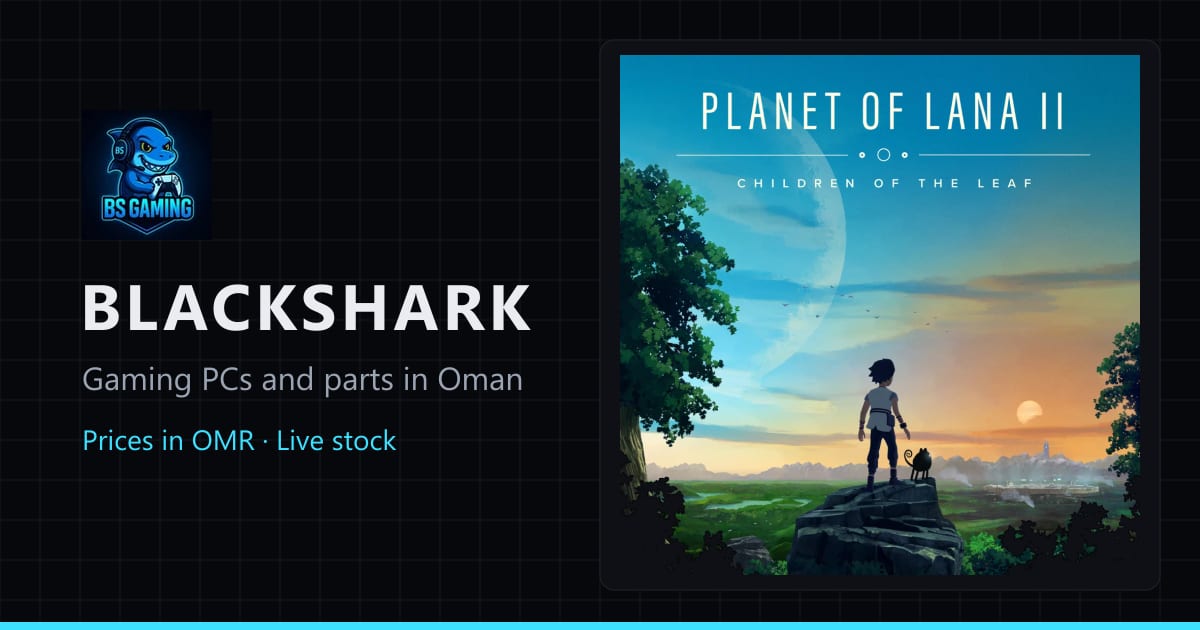 BS
BS GAMING
BLACKSHARK
Gaming PCs and parts in Oman
Prices in OMR · Live stock
PLANET OF LANA II
CHILDREN OF THE LEAF